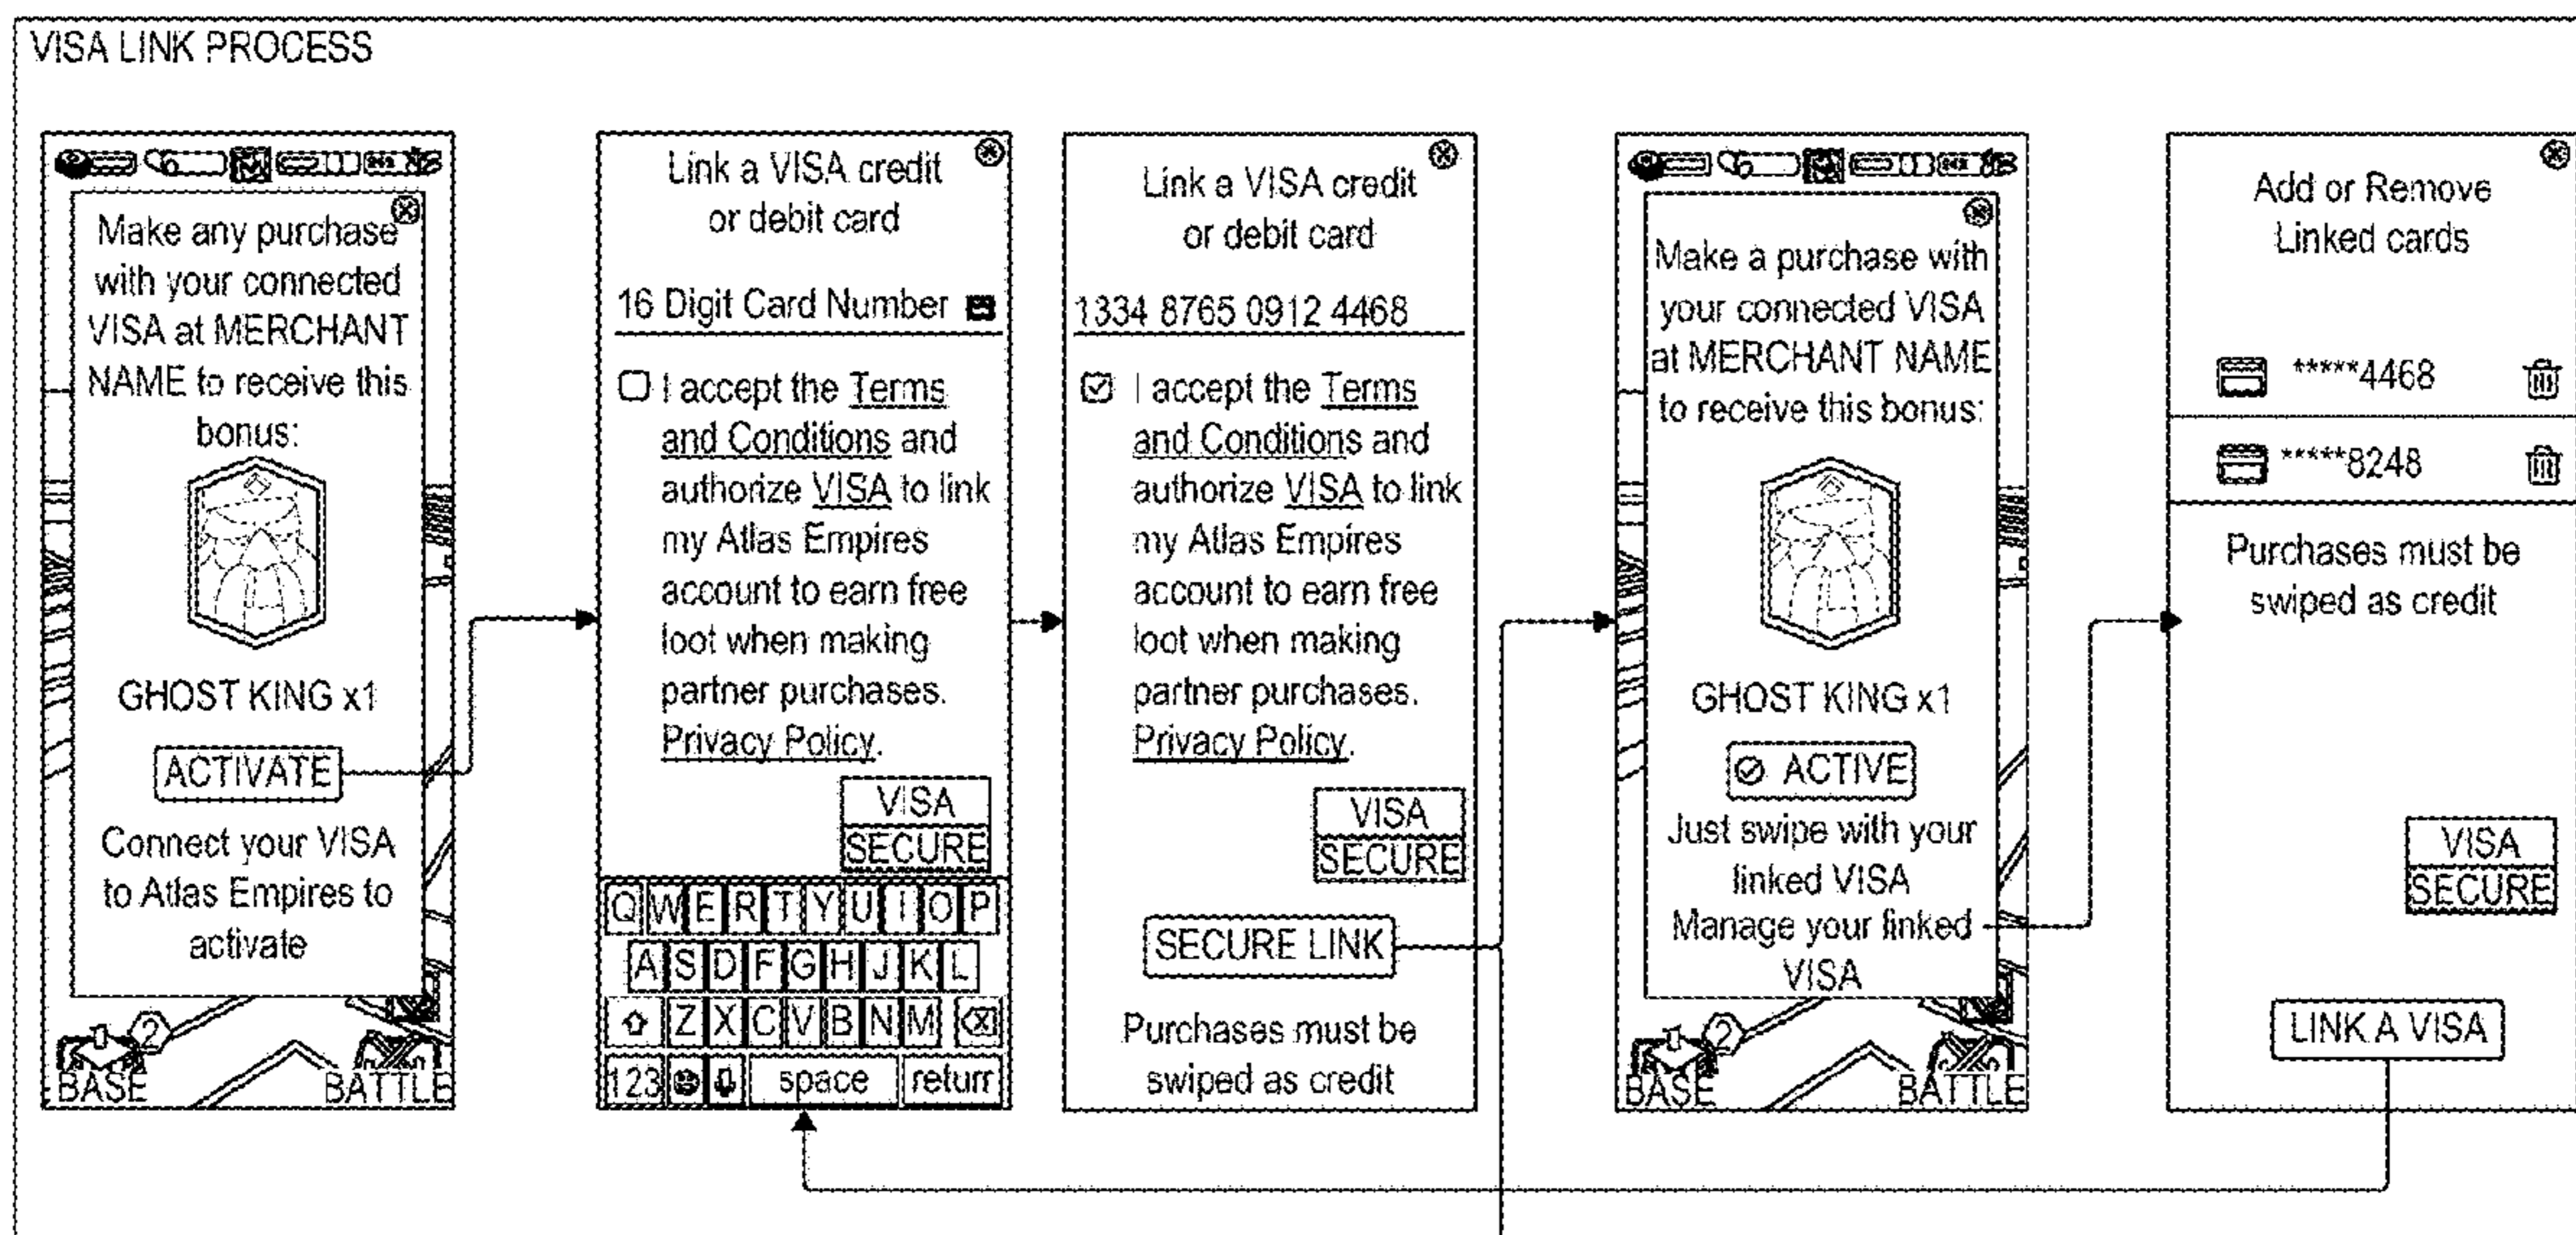 VISA LINK PROCESS
Make any purchase
with your connected
VISA at MERCHANT
NAME to receive this
bonus:
GHOST KING x1
ACTIVATE
Connect your VISA
to Atlas Empires to
activate
2
BASE
BATTLE
Link a VISA credit
or debit card
16 Digit Card Number
I accept the Terms
and Conditions and
authorize VISA to link
my Atlas Empires
account to earn free
loot when making
partner purchases.
Privacy Policy.
VISA
SECURE
Q W E R T Y U I O P
A S D F G H J K L
Z X C V B N M
123 space return
Link a VISA credit
or debit card
1334 8765 0912 4468
I accept the Terms
and Conditions and
authorize VISA to link
my Atlas Empires
account to earn free
loot when making
partner purchases.
Privacy Policy.
VISA
SECURE
SECURE LINK
Purchases must be
swiped as credit
Make a purchase with
your connected VISA
at MERCHANT NAME
to receive this bonus:
GHOST KING x1
ACTIVE
Just swipe with your
linked VISA
Manage your linked
VISA
2
BASE
BATTLE
Add or Remove
Linked cards
*****4468
*****8248
Purchases must be
swiped as credit
VISA
SECURE
LINK A VISA